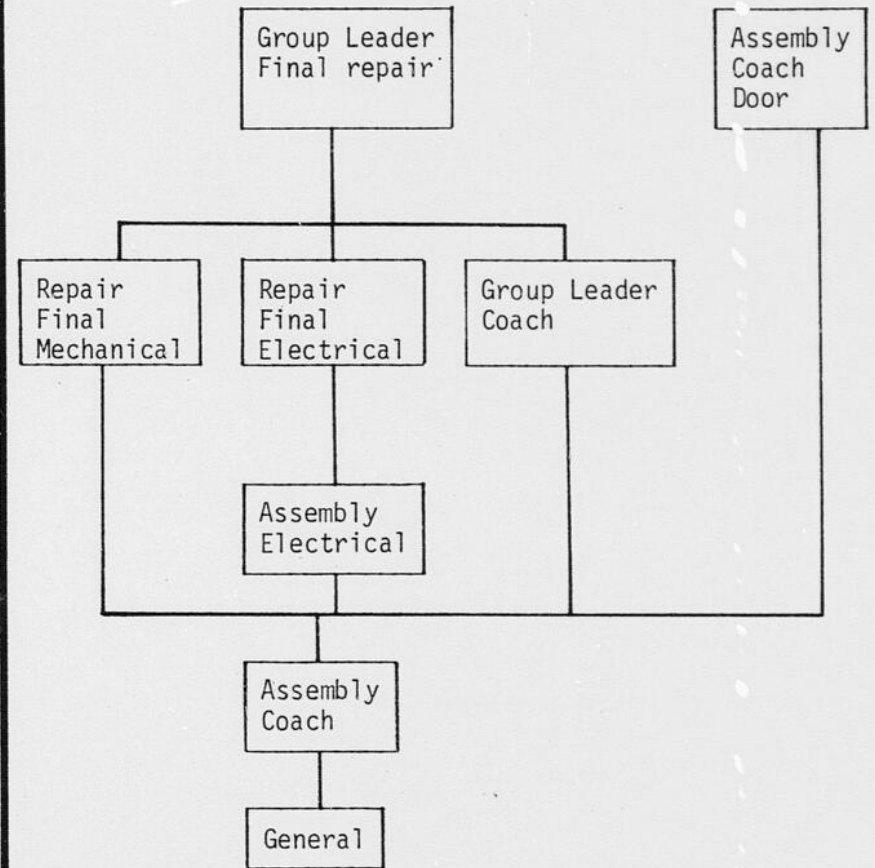 Group Leader
Final repair
Assembly
Coach
Door
Repair
Final
Mechanical
Repair
Final
Electrical
Group Leader
Coach
Assembly
Electrical
Assembly
Coach
General